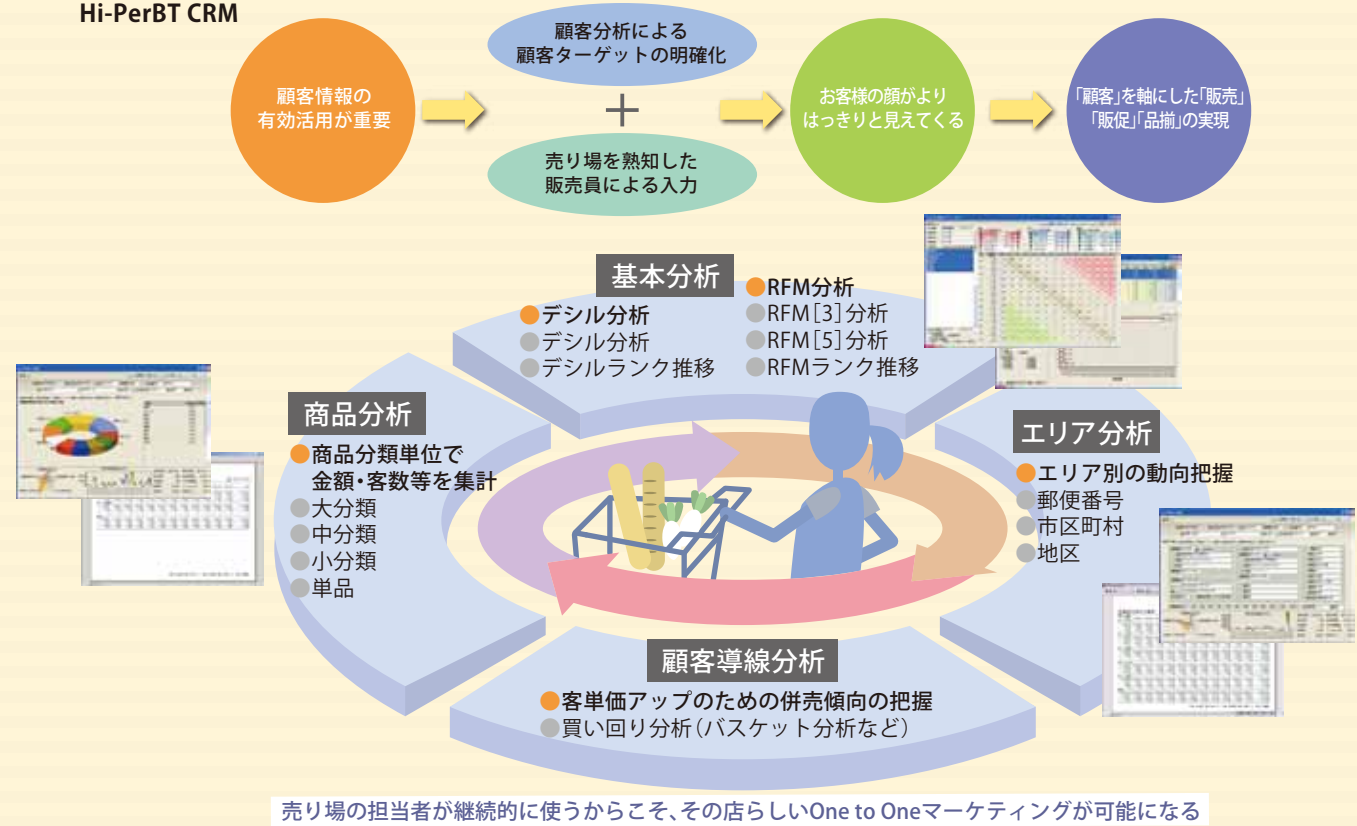 Hi-PerBT CRM
顧客情報の
有効活用が重要
顧客分析による
顧客ターゲットの明確化
＋
売り場を熟知した
販売員による入力
お客様の顔がより
はっきりと見えてくる
「顧客」を軸にした「販売」
「販促」「品揃」の実現
基本分析
●デシル分析
●デシル分析
●デシルランク推移
●RFM分析
●RFM［3］分析
●RFM［5］分析
●RFMランク推移
商品分析
●商品分類単位で
金額・客数等を集計
●大分類
●中分類
●小分類
●単品
エリア分析
●エリア別の動向把握
●郵便番号
●市区町村
●地区
顧客導線分析
●客単価アップのための併売傾向の把握
●買い回り分析（バスケット分析など）
売り場の担当者が継続的に使うからこそ、その店らしいOne to Oneマーケティングが可能になる